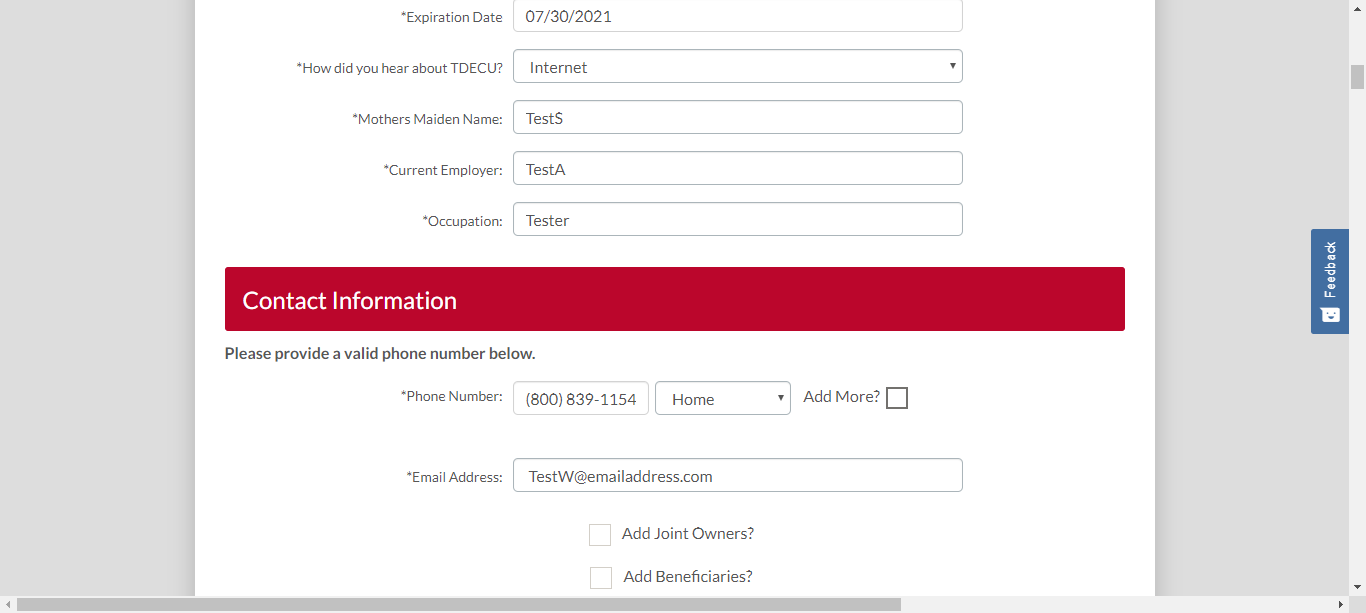 *Expiration Date 07/30/2021
*How did you hear about TDECU? Internet
*Mothers Maiden Name: TestS
*Current Employer: TestA
*Occupation: Tester
Contact Information
Please provide a valid phone number below.
*Phone Number: (800) 839-1154 Home Add More?
*Email Address: TestW@emailaddress.com
Add Joint Owners?
Add Beneficiaries?
Feedback